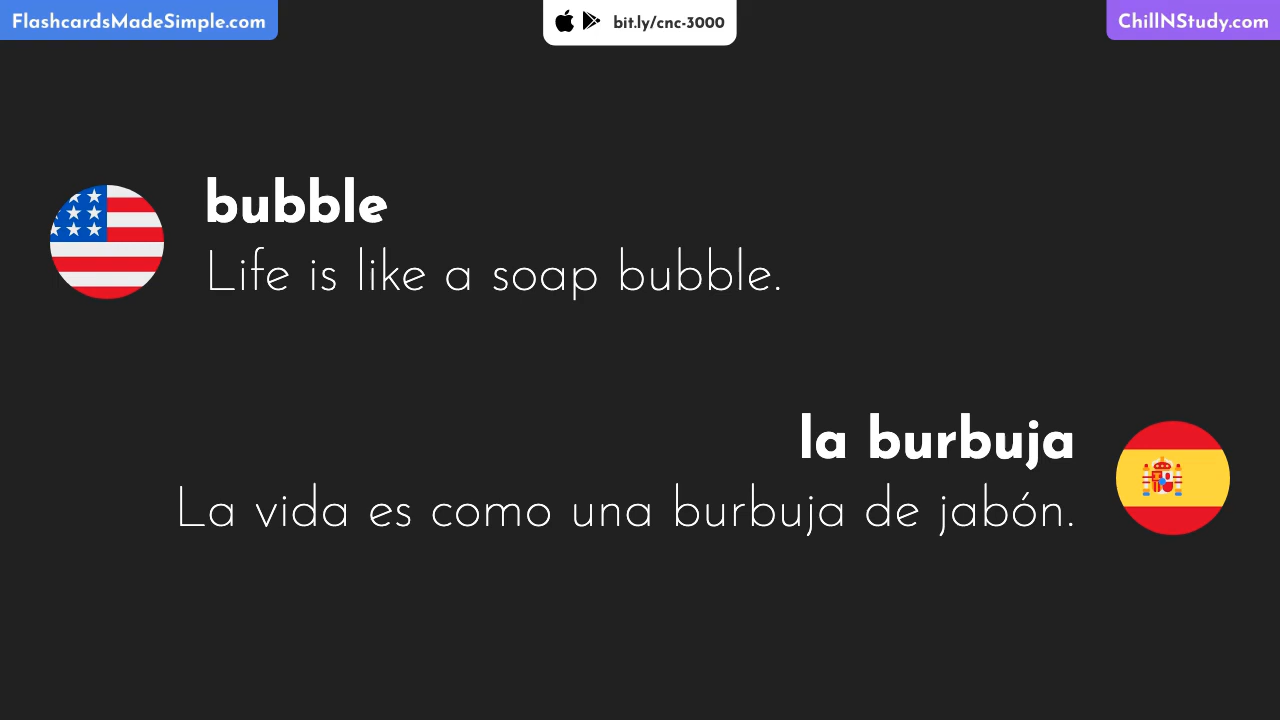 FlashcardsMadeSimple.com
bit.ly/cnc-3000
ChillNStudy.com
bubble
Life is like a soap bubble.
la burbuja
La vida es como una burbuja de jabón.